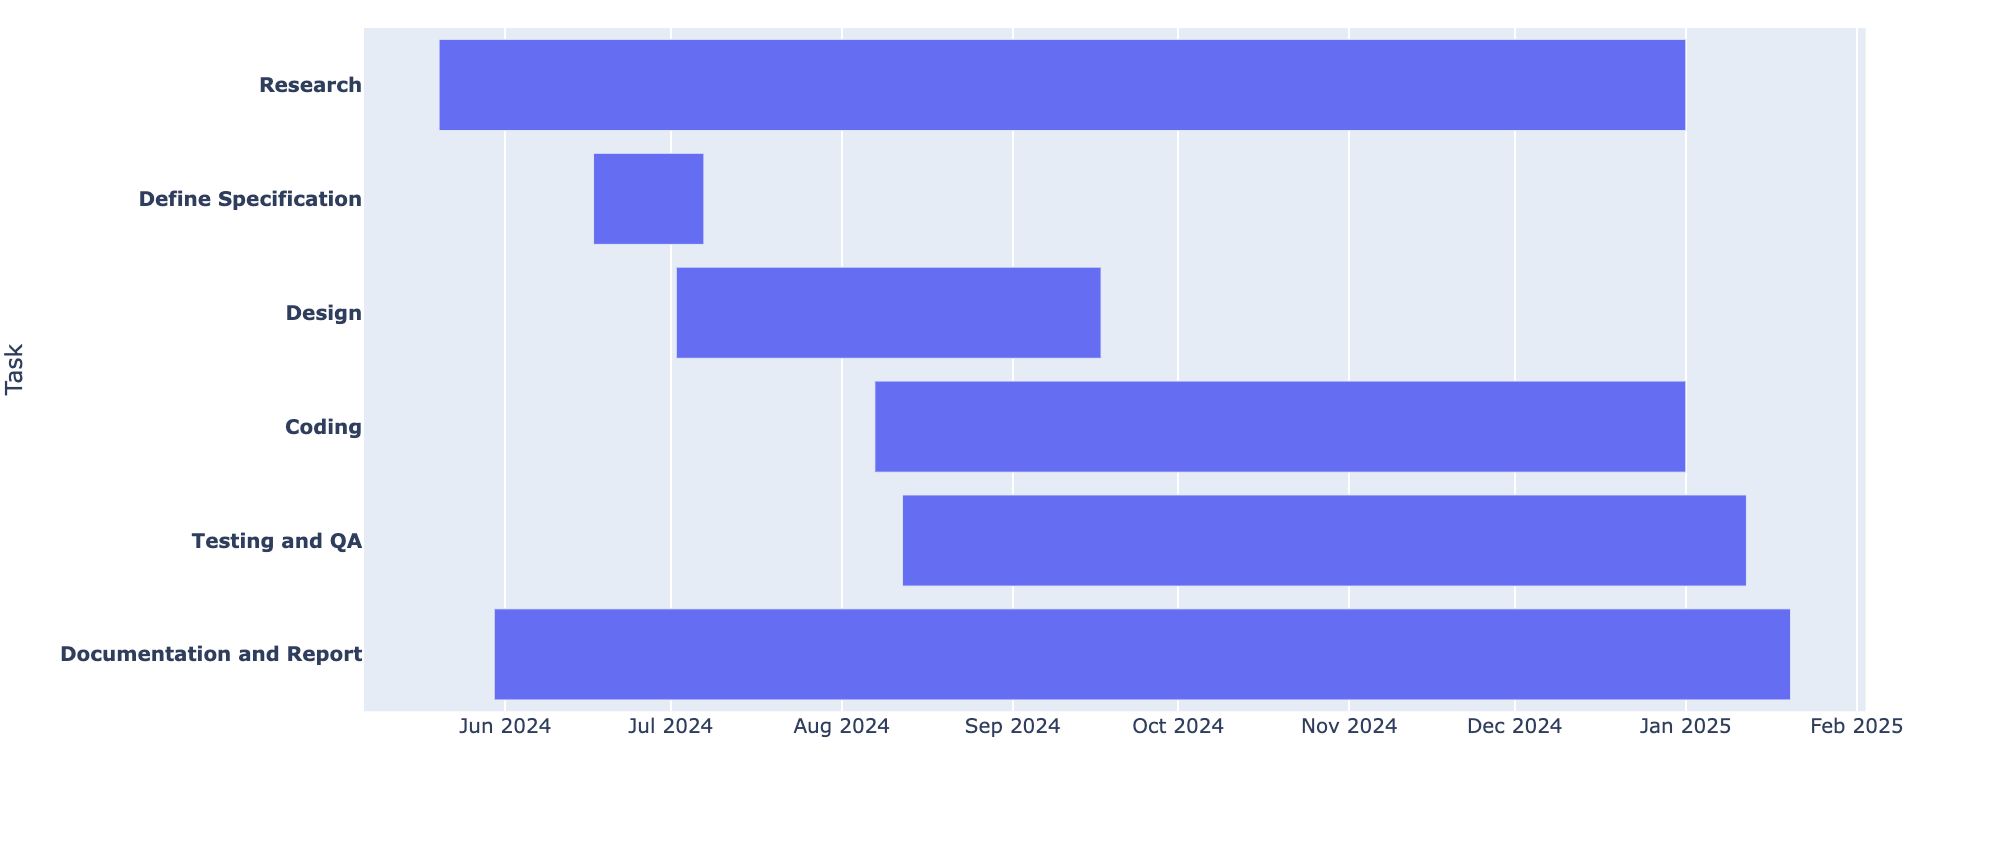 Research
Define Specification
Design
Task
Coding
Testing and QA
Documentation and Report
Jun 2024
Jul 2024
Aug 2024
Sep 2024
Oct 2024
Nov 2024
Dec 2024
Jan 2025
Feb 2025